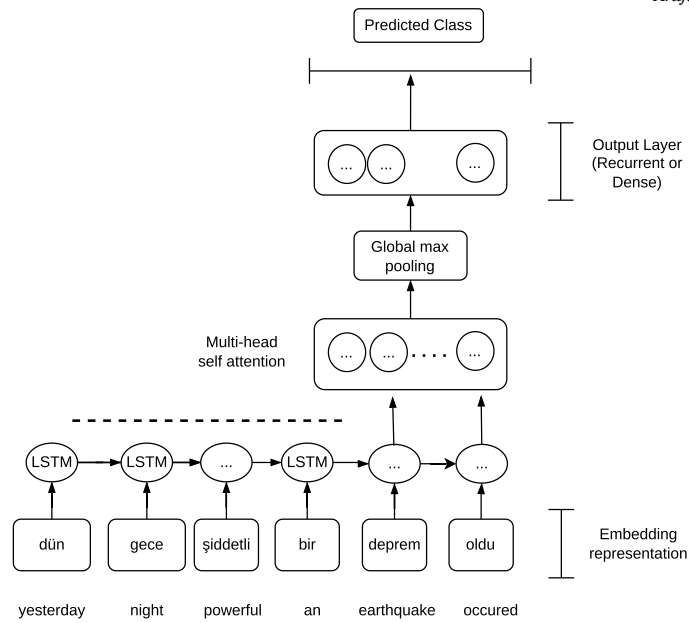 Predicted Class
Output Layer
(Recurrent or
Dense)
... ... ...
Global max
pooling
Multi-head
self attention
... ... . . . . ...
LSTM LSTM ... LSTM ... ...
dün gece şiddetli bir deprem oldu
Embedding
representation
yesterday night powerful an earthquake occured